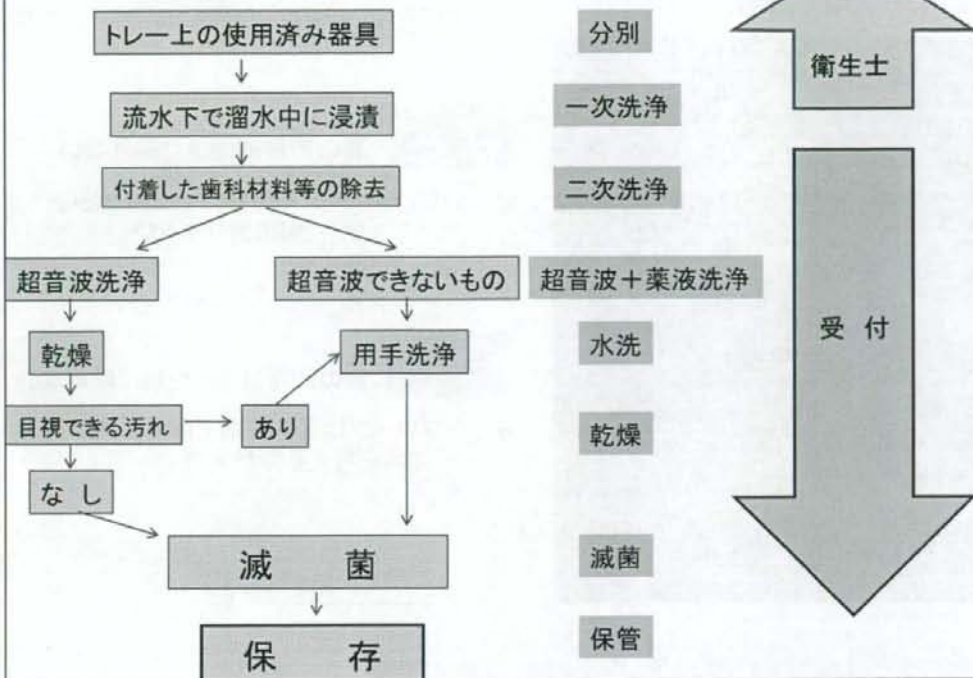 トレー上の使用済み器具
分別
衛生士
流水下で溜水中に浸漬
一次洗浄
付着した歯科材料等の除去
二次洗浄
超音波洗浄
超音波できないもの
超音波+薬液洗浄
乾燥
用手洗浄
水洗
受 付
目視できる汚れ
あり
乾燥
な し
滅 菌
滅菌
保 存
保管